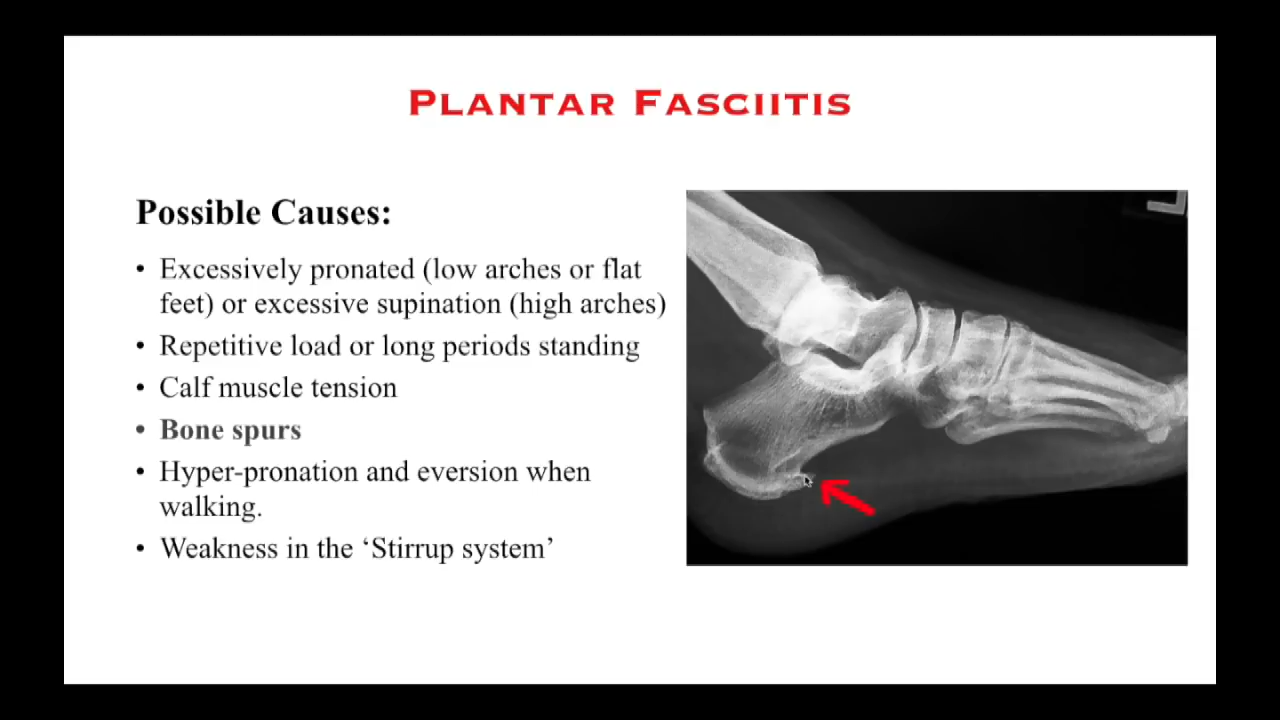 PLANTAR FASCIITIS
Possible Causes:
• Excessively pronated (low arches or flat
feet) or excessive supination (high arches)
• Repetitive load or long periods standing
• Calf muscle tension
• Bone spurs
• Hyper-pronation and eversion when
walking.
• Weakness in the ‘Stirrup system’